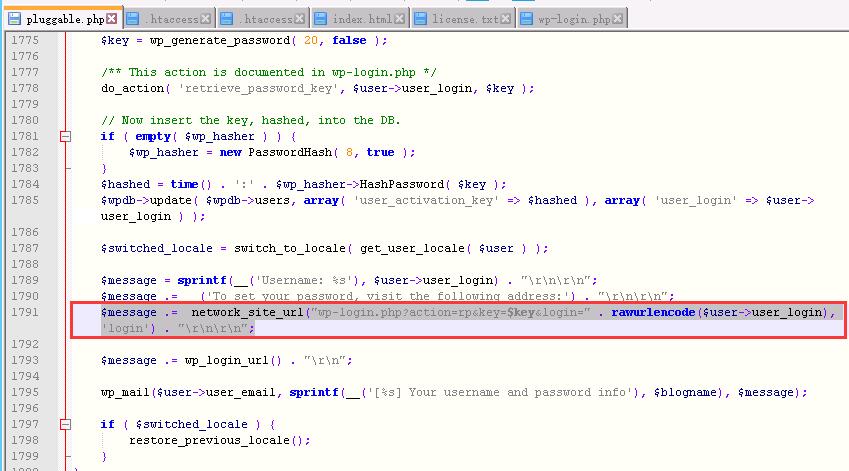 pluggable.php .htaccess .htaccess index.html license.txt wp-login.php
1775 $key = wp_generate_password( 20, false );
1776
1777 /** This action is documented in wp-login.php */
1778 do_action( 'retrieve_password_key', $user->user_login, $key );
1779
1780 // Now insert the key, hashed, into the DB.
1781 if ( empty( $wp_hasher ) ) {
1782 $wp_hasher = new PasswordHash( 8, true );
1783 }
1784 $hashed = time() . ':' . $wp_hasher->HashPassword( $key );
1785 $wpdb->update( $wpdb->users, array( 'user_activation_key' => $hashed ), array( 'user_login' => $user->
user_login ) );
1786
1787 $switched_locale = switch_to_locale( get_user_locale( $user ) );
1788
1789 $message = sprintf(__('Username: %s'), $user->user_login) . "\r\n\r\n";
1790 $message .= __('To set your password, visit the following address:') . "\r\n\r\n";
1791 $message .= network_site_url("wp-login.php?action=rp&key=$key&login=" . rawurlencode($user->user_login),
'login') . "\r\n\r\n";
1792
1793 $message .= wp_login_url() . "\r\n";
1794
1795 wp_mail($user->user_email, sprintf(__('[%s] Your username and password info'), $blogname), $message);
1796
1797 if ( $switched_locale ) {
1798 restore_previous_locale();
1799 }